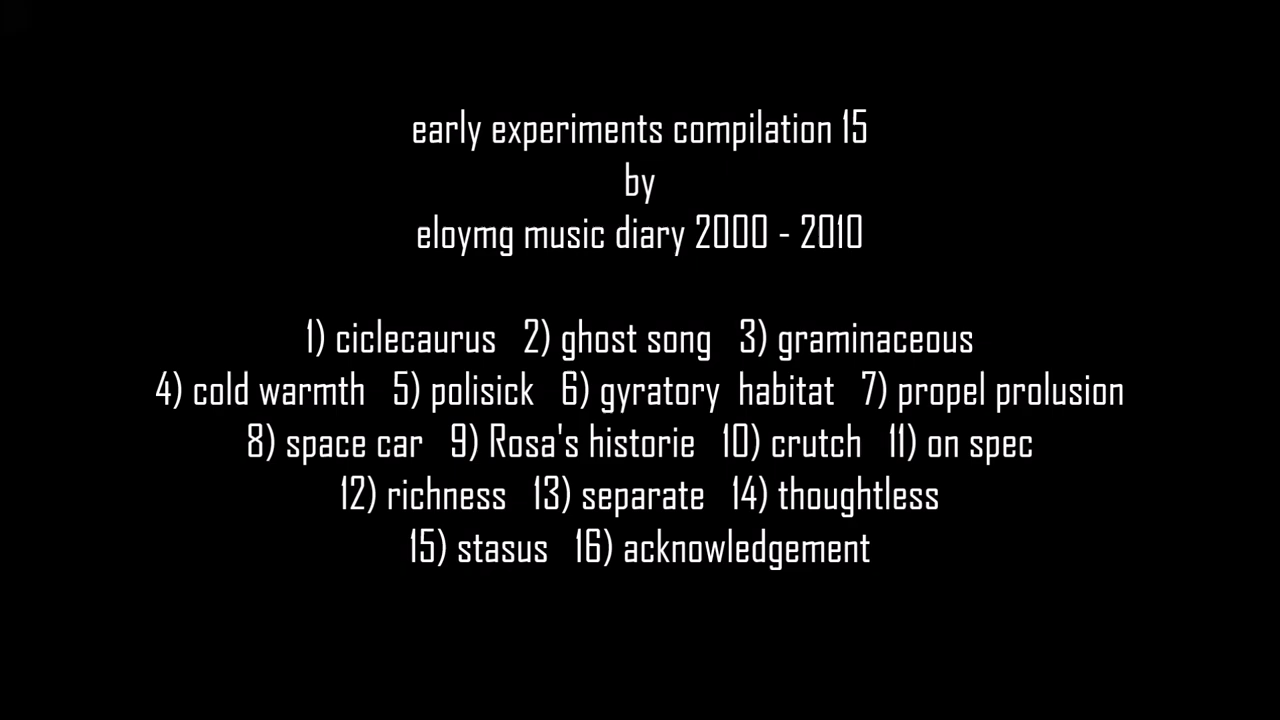 early experiments compilation 15
by
eloymg music diary 2000 - 2010
1) ciclecaurus 2) ghost song 3) graminaceous
4) cold warmth 5) polisick 6) gyratory habitat 7) propel prolusion
8) space car 9) Rosa's historie 10) crutch 11) on spec
12) richness 13) separate 14) thoughtless
15) stasus 16) acknowledgement